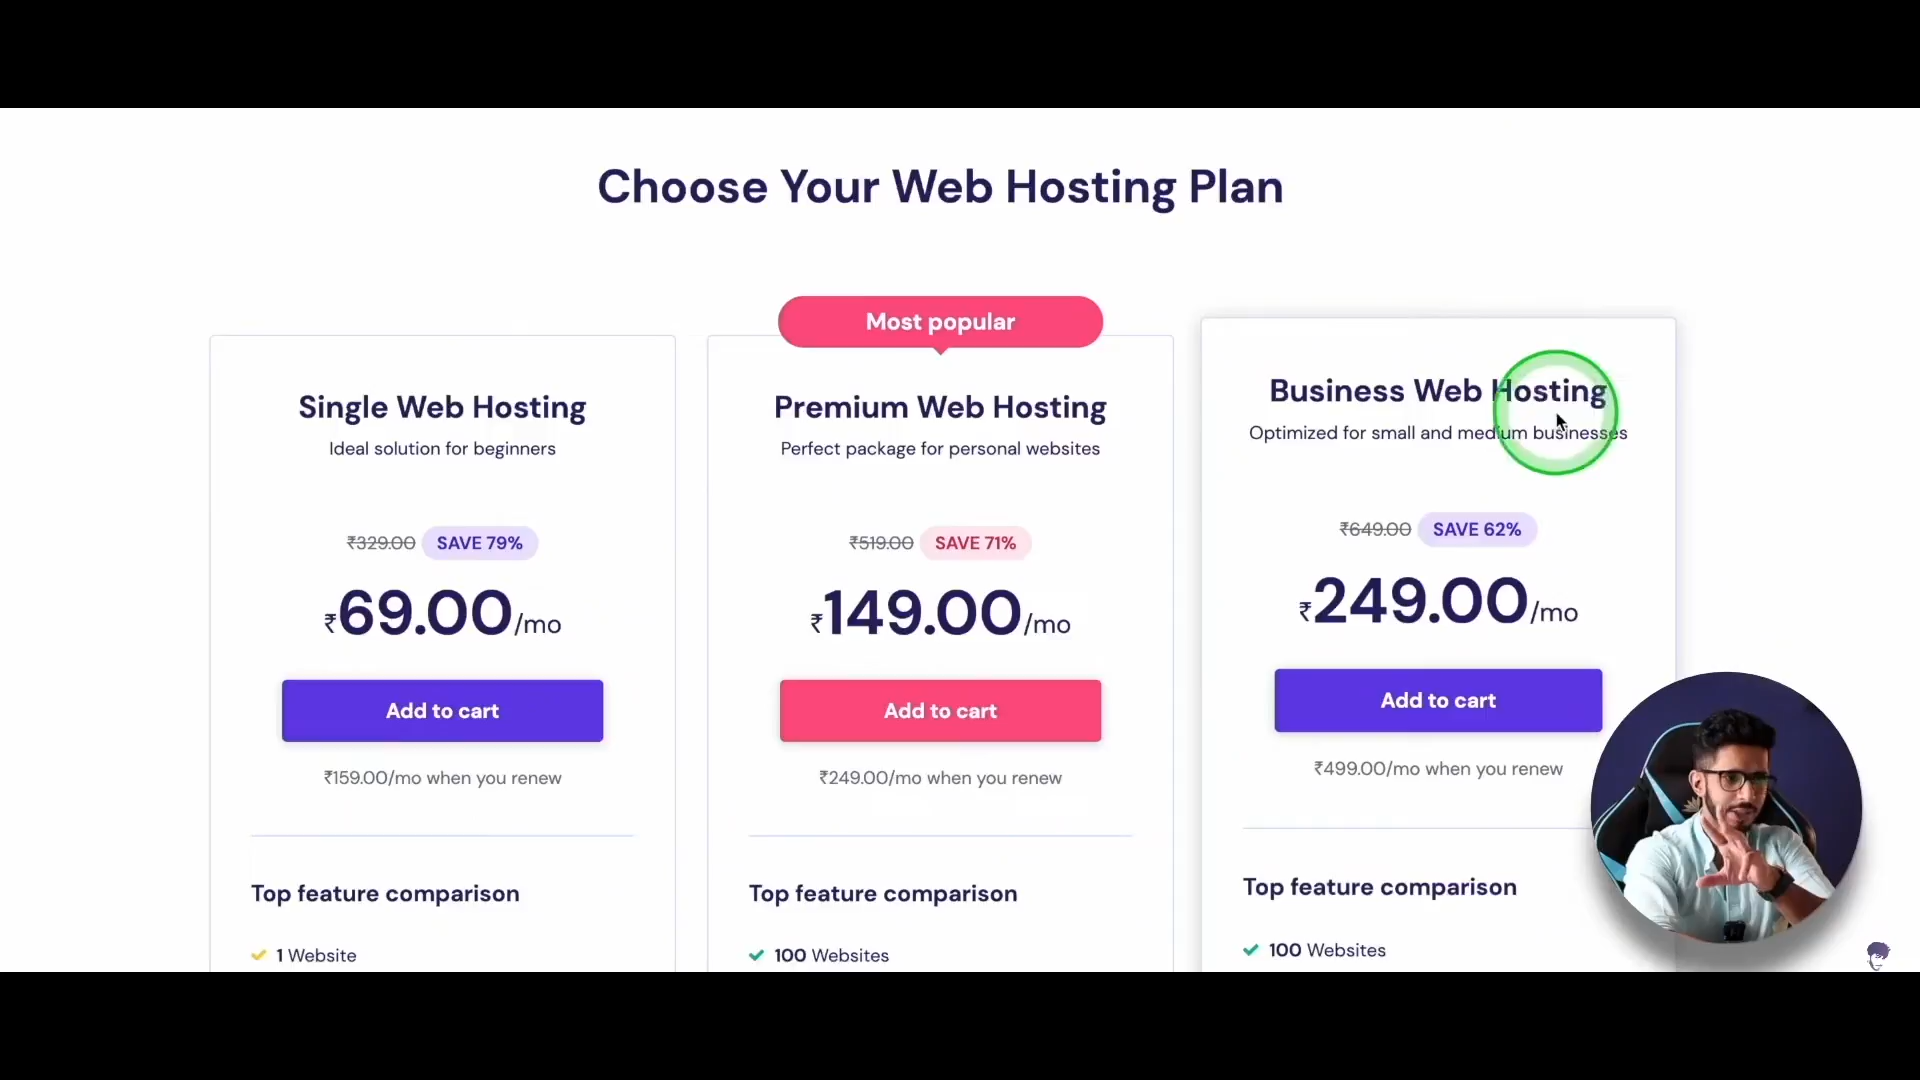 Choose Your Web Hosting Plan
Most popular
Single Web Hosting
Ideal solution for beginners
₹329.00 SAVE 79%
₹69.00/mo
Add to cart
₹159.00/mo when you renew
Top feature comparison
1 Website
Premium Web Hosting
Perfect package for personal websites
₹519.00 SAVE 71%
₹149.00/mo
Add to cart
₹249.00/mo when you renew
Top feature comparison
100 Websites
Business Web Hosting
Optimized for small and medium businesses
₹649.00 SAVE 62%
₹249.00/mo
Add to cart
₹499.00/mo when you renew
Top feature comparison
100 Websites